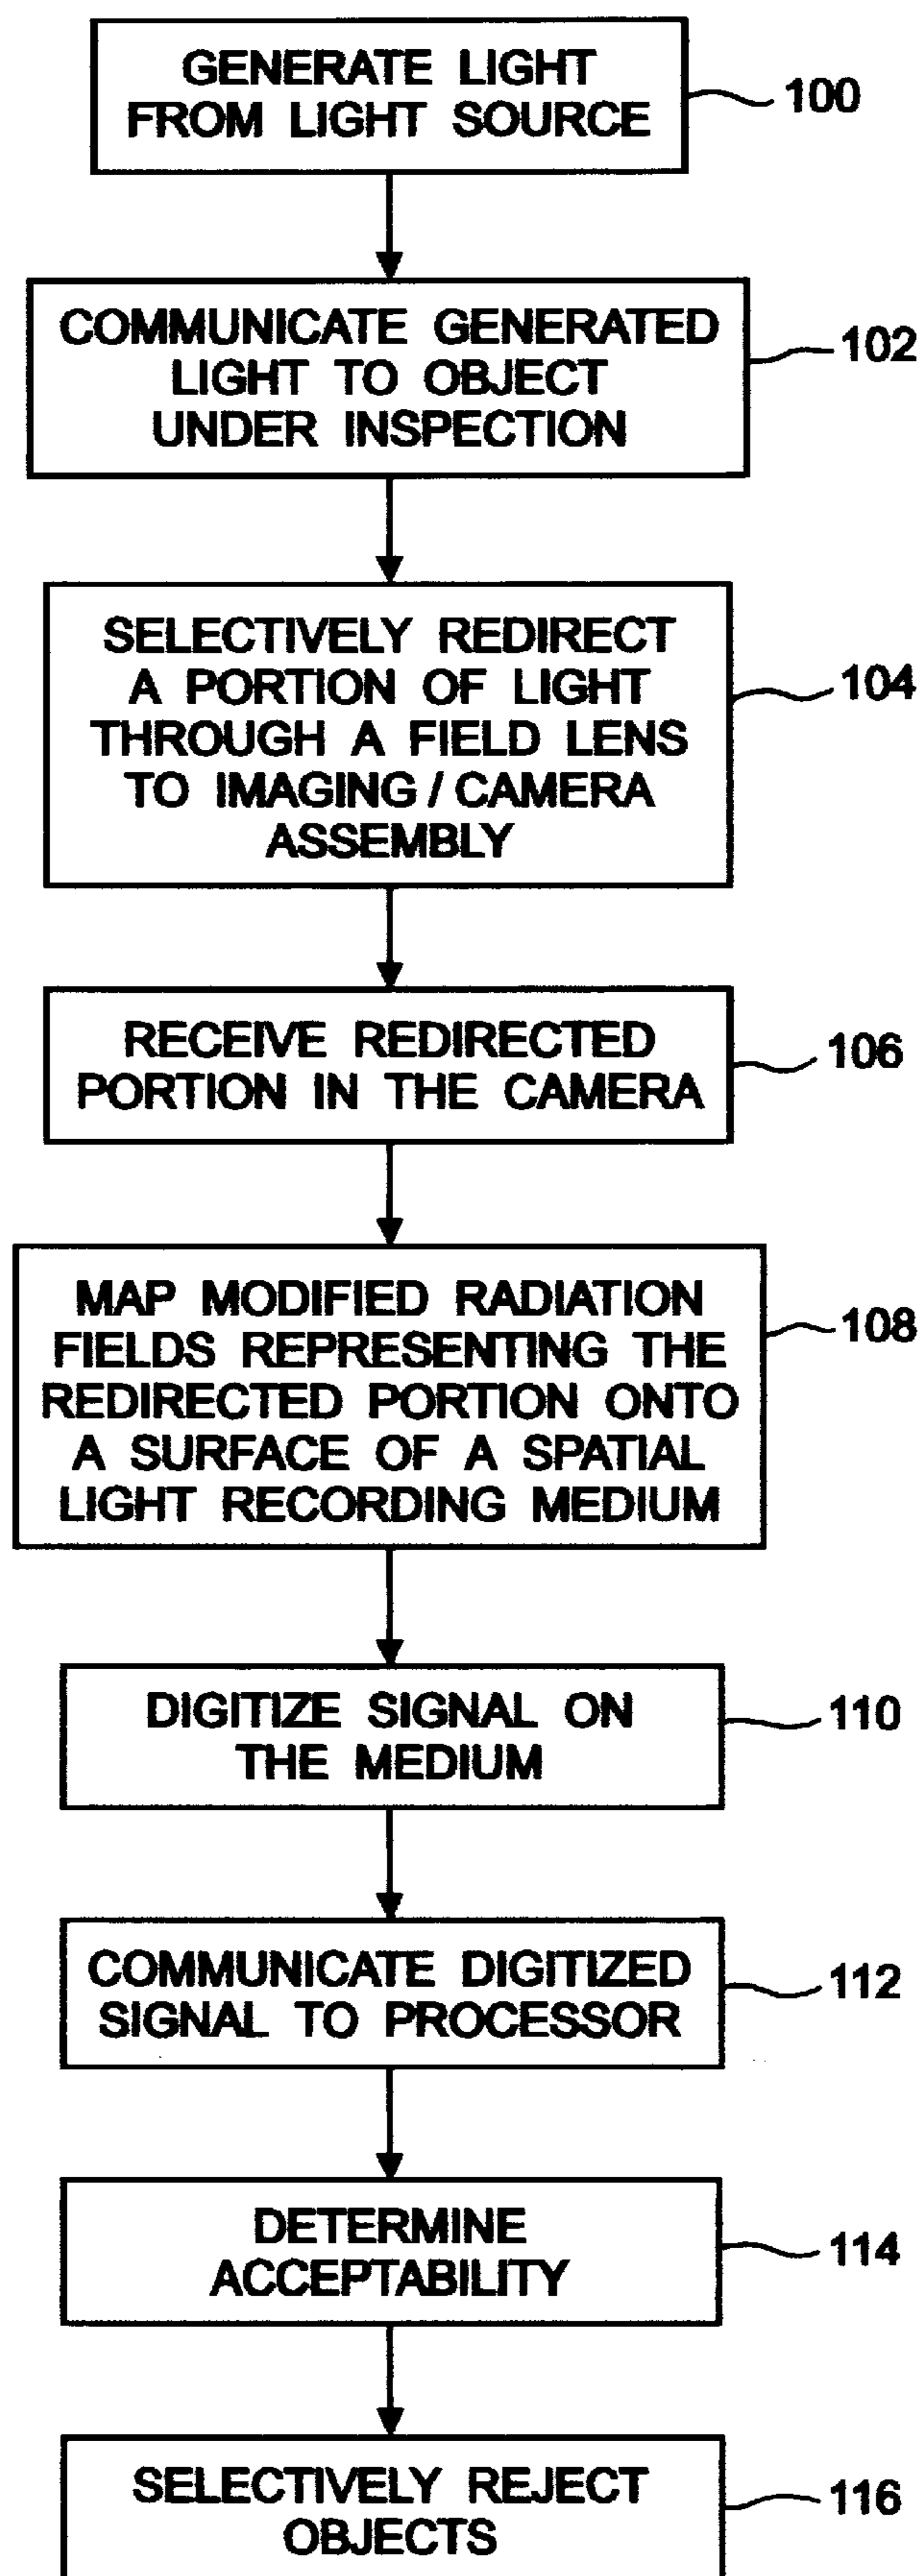 GENERATE LIGHT
FROM LIGHT SOURCE
100
COMMUNICATE GENERATED
LIGHT TO OBJECT
UNDER INSPECTION
102
SELECTIVELY REDIRECT
A PORTION OF LIGHT
THROUGH A FIELD LENS
TO IMAGING / CAMERA
ASSEMBLY
104
RECEIVE REDIRECTED
PORTION IN THE CAMERA
106
MAP MODIFIED RADIATION
FIELDS REPRESENTING THE
REDIRECTED PORTION ONTO
A SURFACE OF A SPATIAL
LIGHT RECORDING MEDIUM
108
DIGITIZE SIGNAL ON
THE MEDIUM
110
COMMUNICATE DIGITIZED
SIGNAL TO PROCESSOR
112
DETERMINE
ACCEPTABILITY
114
SELECTIVELY REJECT
OBJECTS
116